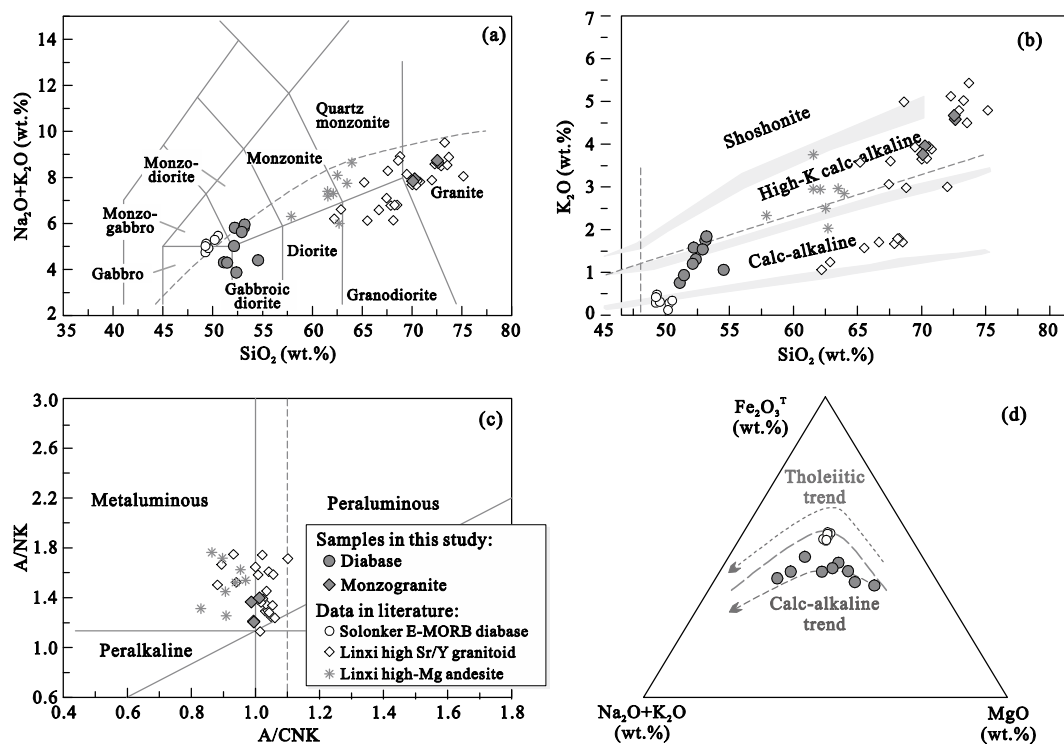 (a)
Na₂O+K₂O (wt.%)
14
12
10
8
6
4
2
Quartz
monzonite
Monzonite
Monzo-
diorite
Monzo-
gabbro
Gabbro
Granite
Diorite
Gabbroic
diorite
Granodiorite
35 40 45 50 55 60 65 70 75 80
SiO₂ (wt.%)
(b)
K₂O (wt.%)
7
6
5
4
3
2
1
0
Shoshonite
High-K calc-alkaline
Calc-alkaline
45 50 55 60 65 70 75 80
SiO₂ (wt.%)
(c)
A/NK
3.0
2.6
2.2
1.8
1.4
1.0
0.6
Metaluminous
Peraluminous
Peralkaline
Samples in this study:
Diabase
Monzogranite
Data in literature:
Solonker E-MORB diabase
Linxi high Sr/Y granitoid
Linxi high-Mg andesite
0.4 0.6 0.8 1.0 1.2 1.4 1.6 1.8
A/CNK
(d)
Fe₂O₃ᵀ
(wt.%)
Tholeiitic
trend
Calc-alkaline
trend
Na₂O+K₂O
(wt.%)
MgO
(wt.%)